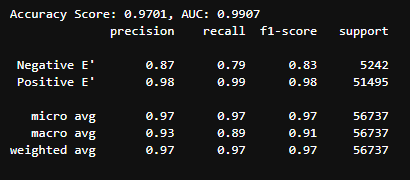 Accuracy Score: 0.9701, AUC: 0.9907
precision recall f1-score support
Negative E' 0.87 0.79 0.83 5242
Positive E' 0.98 0.99 0.98 51495
micro avg 0.97 0.97 0.97 56737
macro avg 0.93 0.89 0.91 56737
weighted avg 0.97 0.97 0.97 56737